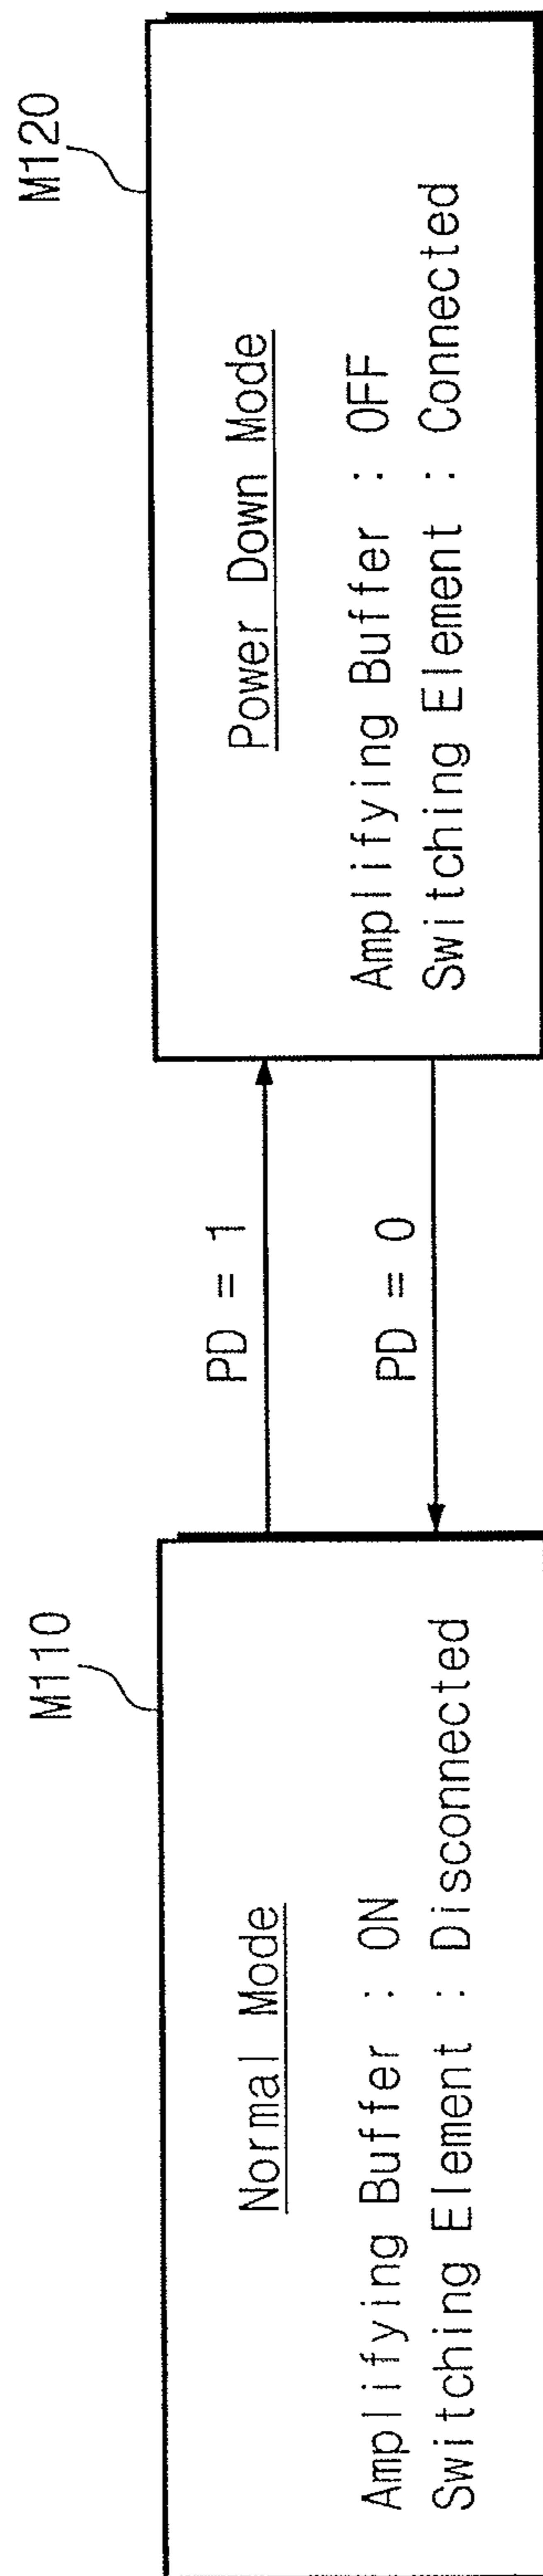 M110
Normal Mode
Amplifying Buffer : ON
Switching Element : Disconnected
PD = 1
PD = 0
M120
Power Down Mode
Amplifying Buffer : OFF
Switching Element : Connected